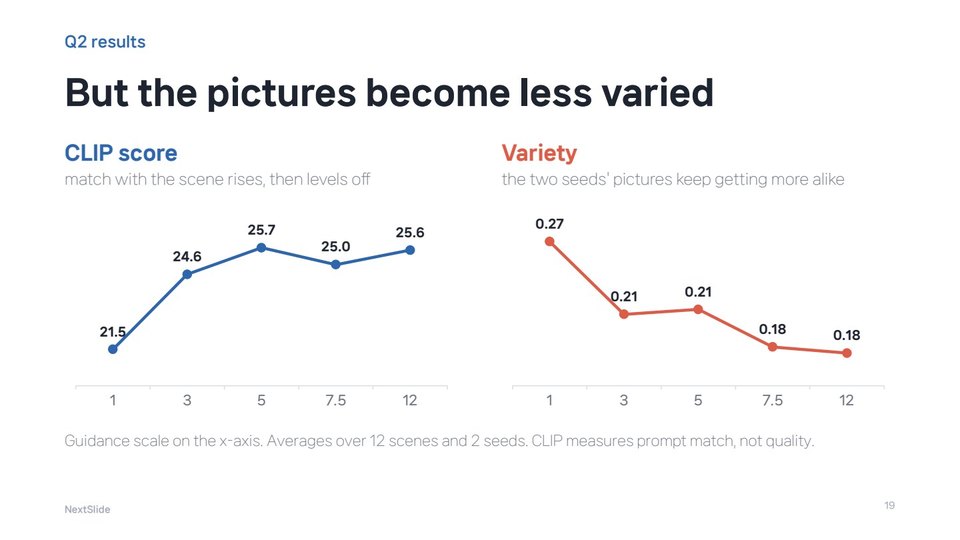 Q2 results
But the pictures become less varied
CLIP score
match with the scene rises, then levels off
21.5
24.6
25.7
25.0
25.6
1 3 5 7.5 12
Variety
the two seeds' pictures keep getting more alike
0.27
0.21
0.21
0.18
0.18
1 3 5 7.5 12
Guidance scale on the x-axis. Averages over 12 scenes and 2 seeds. CLIP measures prompt match, not quality.
NextSlide
19